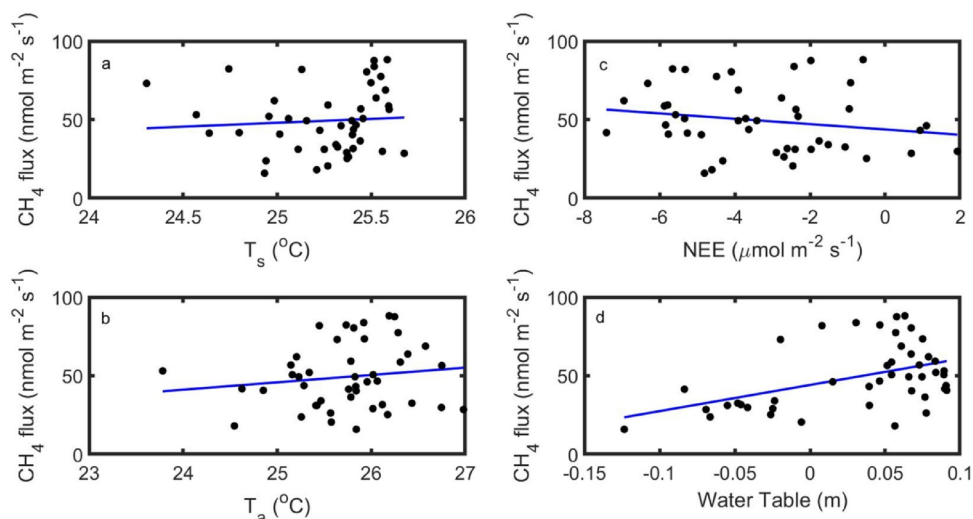 a
CH₄ flux (nmol m⁻² s⁻¹)
100
50
0
24
24.5
25
25.5
26
Tₛ (°C)
c
CH₄ flux (nmol m⁻² s⁻¹)
100
50
0
-8
-6
-4
-2
0
2
NEE (μmol m⁻² s⁻¹)
b
CH₄ flux (nmol m⁻² s⁻¹)
100
50
0
23
24
25
26
27
Tₐ (°C)
d
CH₄ flux (nmol m⁻² s⁻¹)
100
50
0
-0.15
-0.1
-0.05
0
0.05
0.1
Water Table (m)